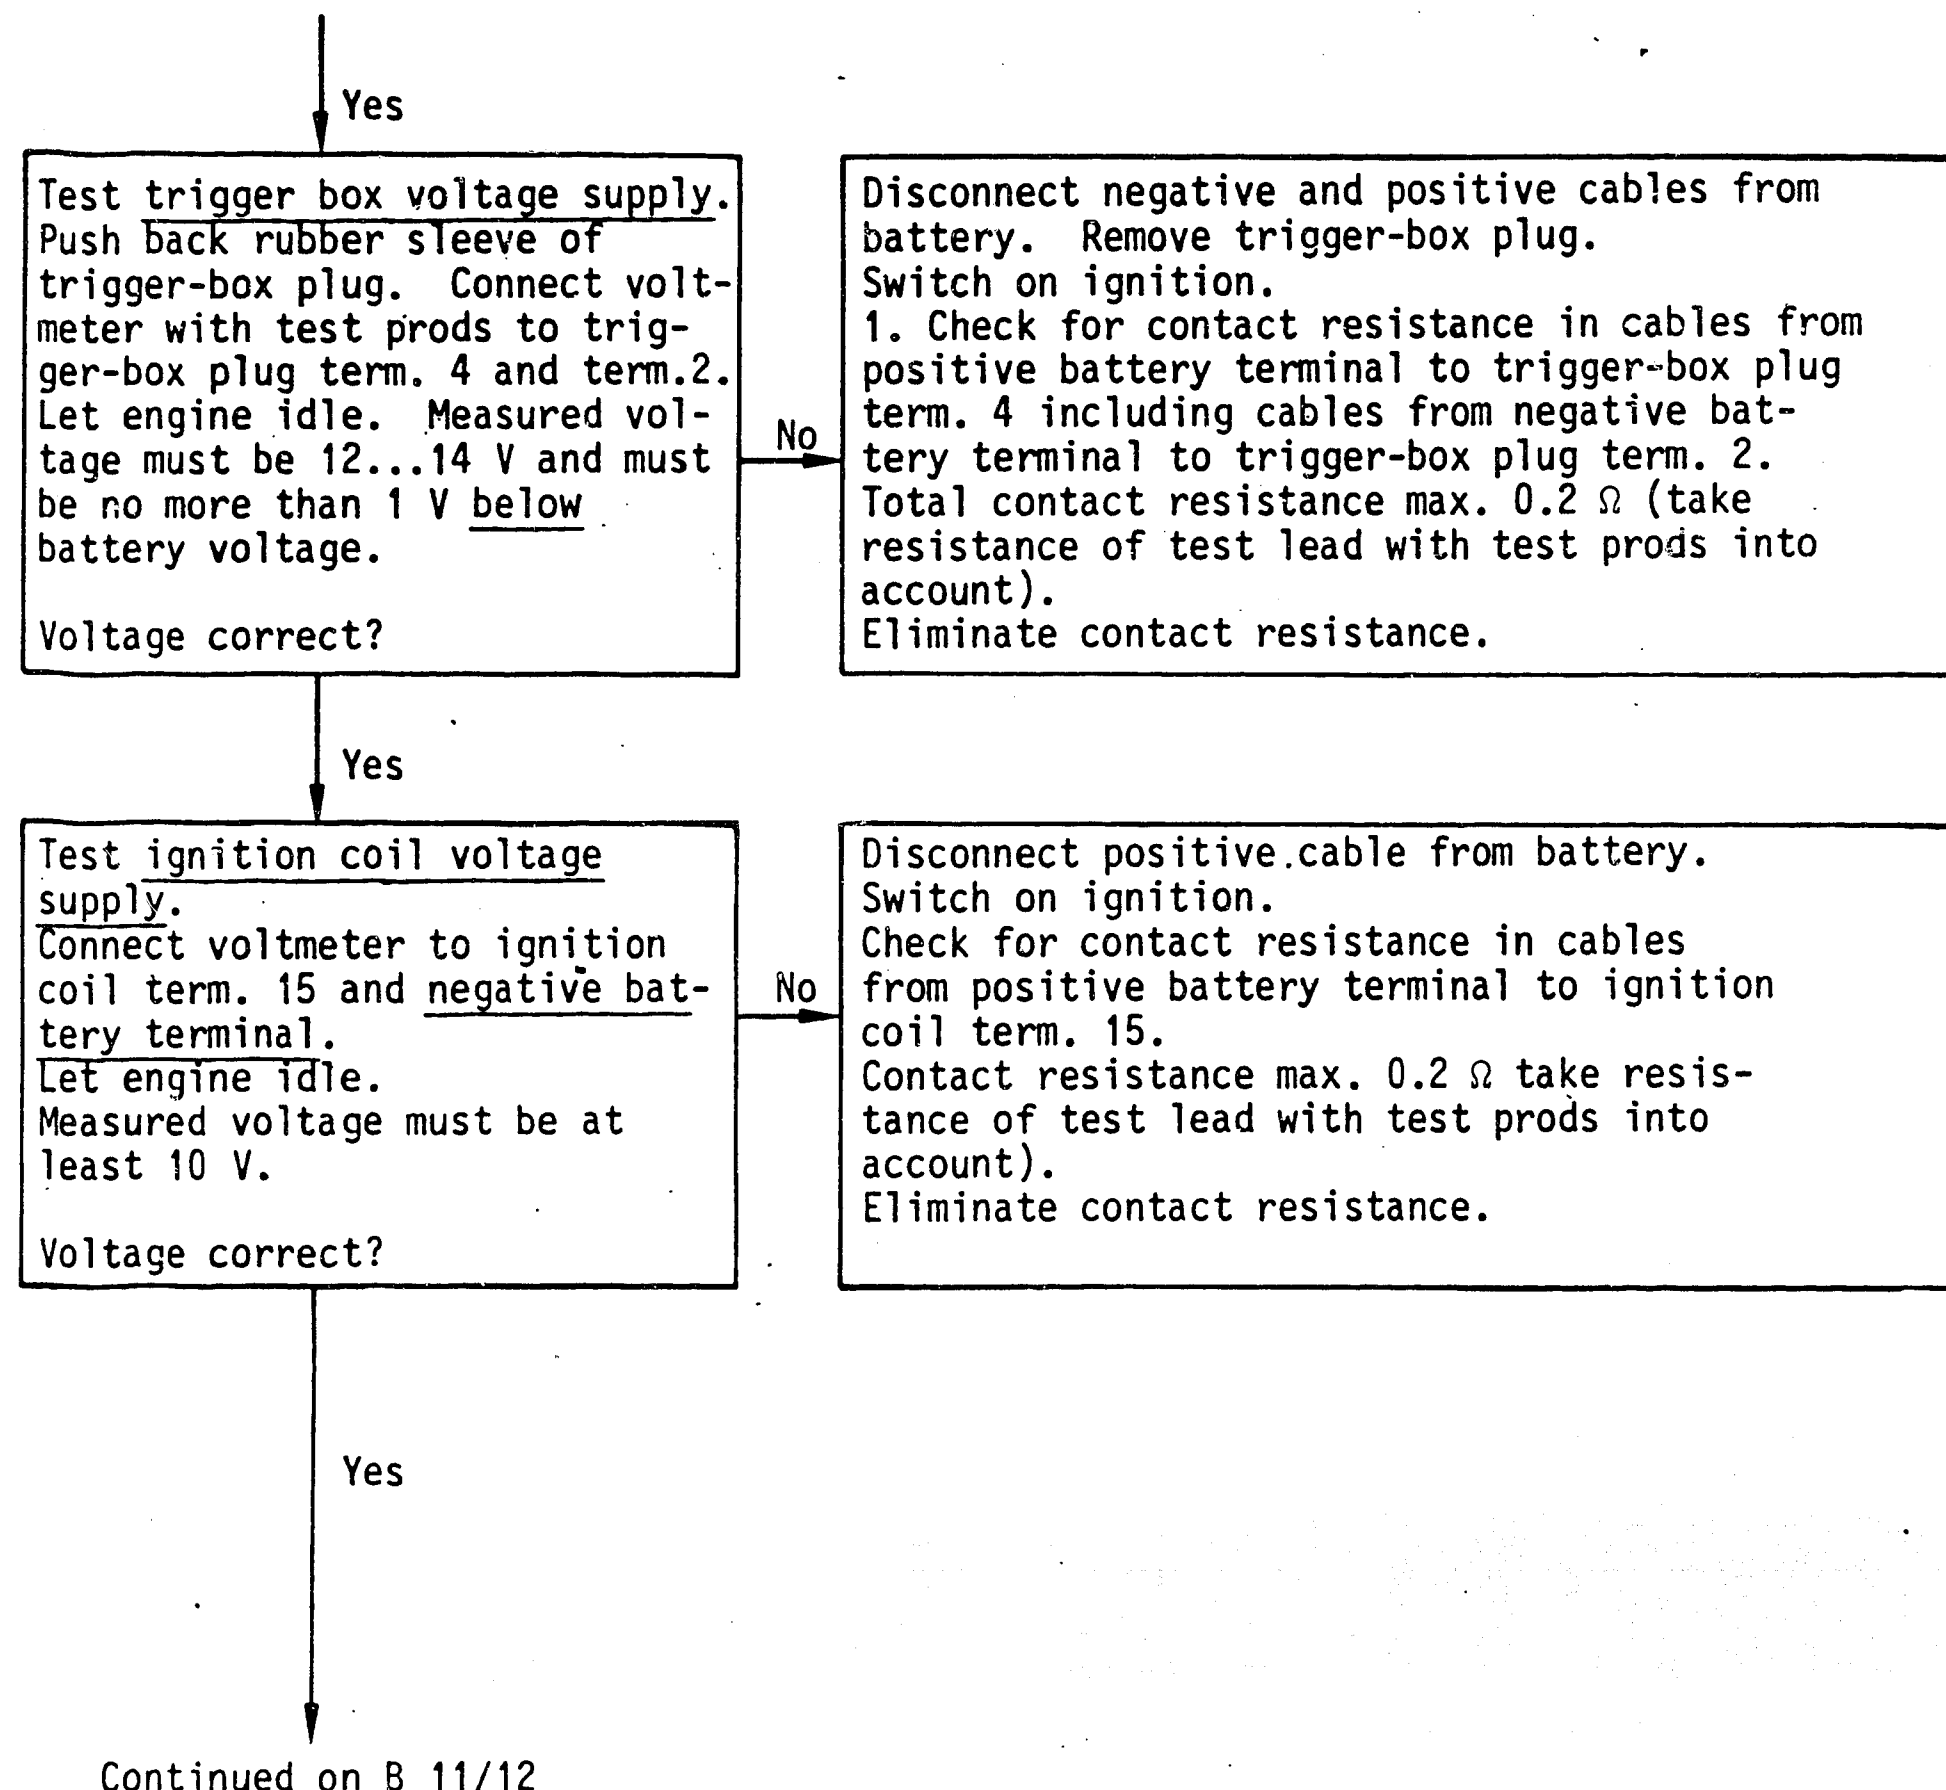 Yes
Test trigger box voltage supply.
Push back rubber sleeve of
trigger-box plug. Connect volt-
meter with test prods to trig-
ger-box plug term. 4 and term.2.
Let engine idle. Measured vol-
tage must be 12...14 V and must
be no more than 1 V below
battery voltage.
Voltage correct?
No
Disconnect negative and positive cables from
battery. Remove trigger-box plug.
Switch on ignition.
1. Check for contact resistance in cables from
positive battery terminal to trigger-box plug
term. 4 including cables from negative bat-
tery terminal to trigger-box plug term. 2.
Total contact resistance max. 0.2 Ω (take
resistance of test lead with test prods into
account).
Eliminate contact resistance.
Yes
Test ignition coil voltage
supply.
Connect voltmeter to ignition
coil term. 15 and negative bat-
tery terminal.
Let engine idle.
Measured voltage must be at
least 10 V.
Voltage correct?
No
Disconnect positive cable from battery.
Switch on ignition.
Check for contact resistance in cables
from positive battery terminal to ignition
coil term. 15.
Contact resistance max. 0.2 Ω take resis-
tance of test lead with test prods into
account).
Eliminate contact resistance.
Yes
Continued on B 11/12